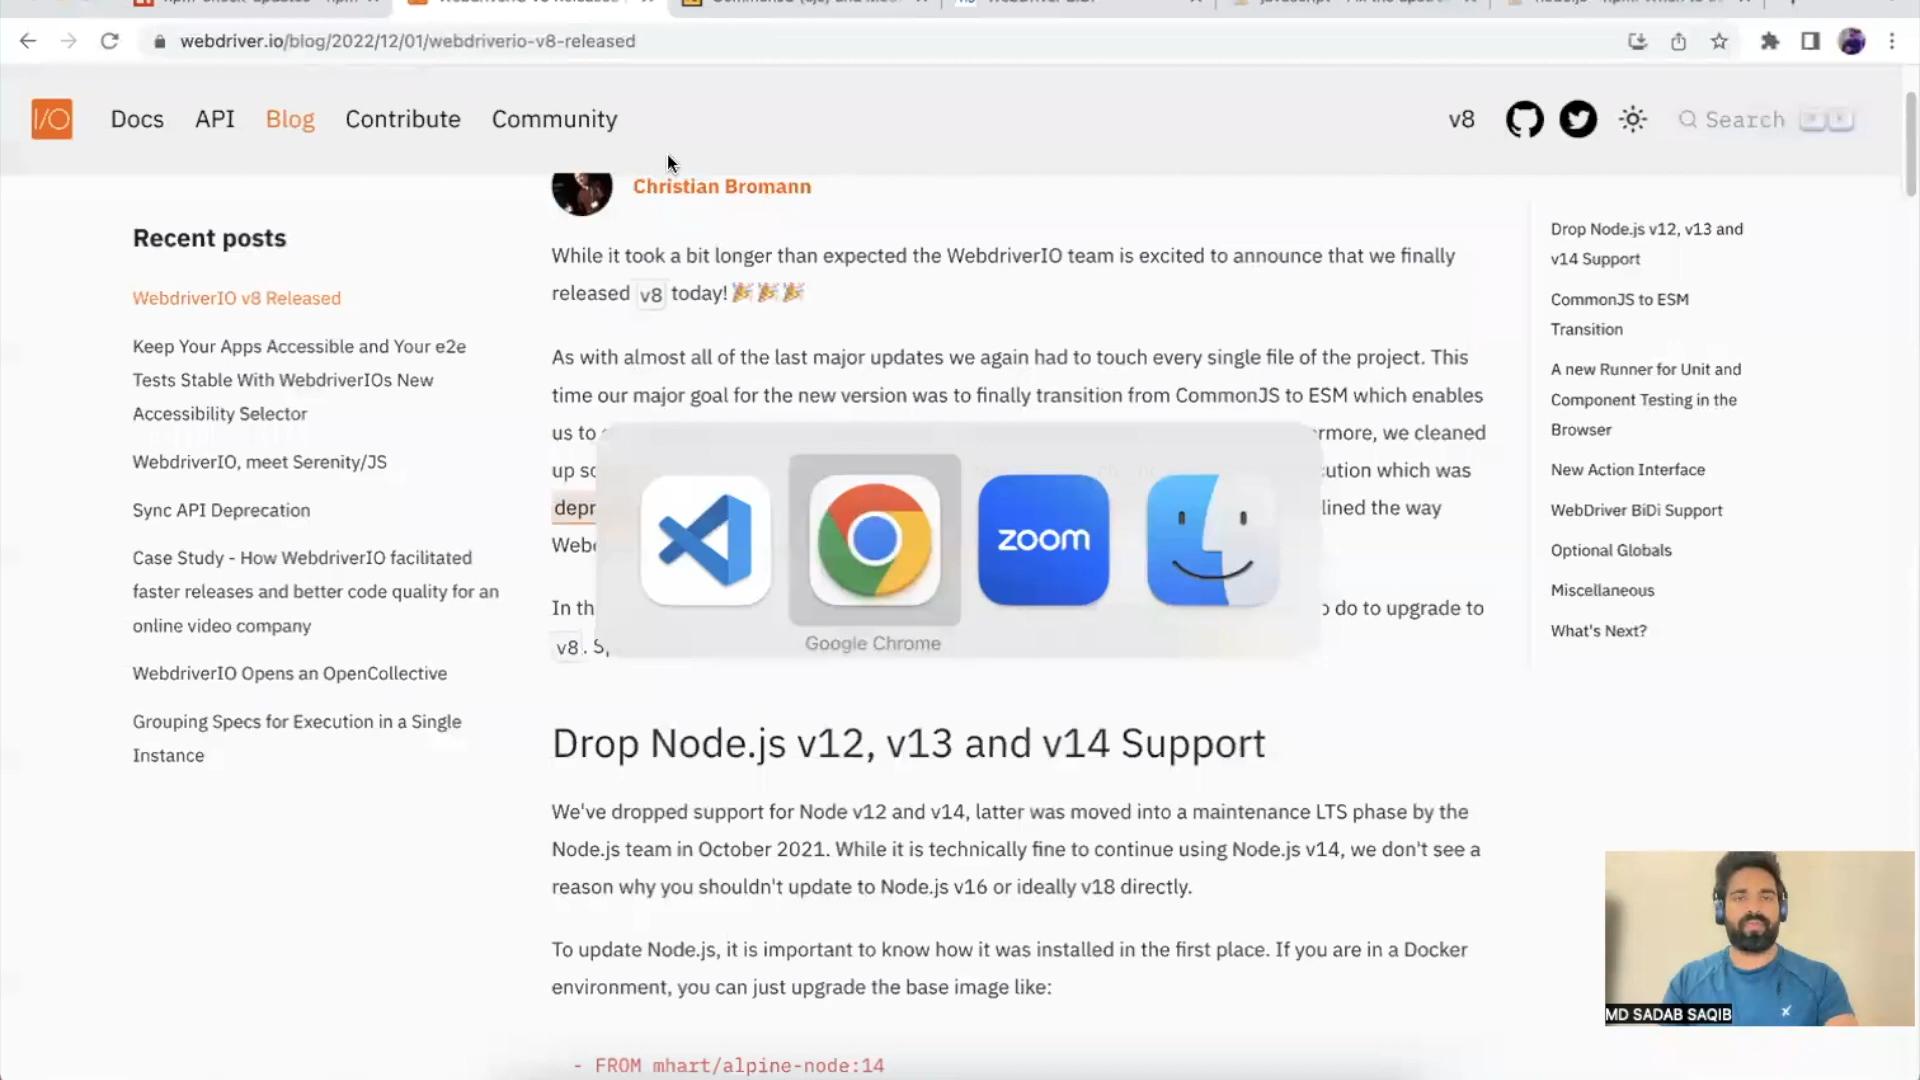 webdriver.io/blog/2022/12/01/webdriverio-v8-released
I/O
Docs
API
Blog
Contribute
Community
v8
Search
Christian Bromann
Recent posts
WebdriverIO v8 Released
Keep Your Apps Accessible and Your e2e
Tests Stable With WebdriverIOs New
Accessibility Selector
WebdriverIO, meet Serenity/JS
Sync API Deprecation
Case Study - How WebdriverIO facilitated
faster releases and better code quality for an
online video company
WebdriverIO Opens an OpenCollective
Grouping Specs for Execution in a Single
Instance
While it took a bit longer than expected the WebdriverIO team is excited to announce that we finally
released v8 today! 🎉🎉🎉
As with almost all of the last major updates we again had to touch every single file of the project. This
time our major goal for the new version was to finally transition from CommonJS to ESM which enables
us to rmore, we cleaned
up so ution which was
depr lined the way
Webd
In th o do to upgrade to
v8. S
zoom
Google Chrome
Drop Node.js v12, v13 and v14 Support
We've dropped support for Node v12 and v14, latter was moved into a maintenance LTS phase by the
Node.js team in October 2021. While it is technically fine to continue using Node.js v14, we don't see a
reason why you shouldn't update to Node.js v16 or ideally v18 directly.
To update Node.js, it is important to know how it was installed in the first place. If you are in a Docker
environment, you can just upgrade the base image like:
- FROM mhart/alpine-node:14
Drop Node.js v12, v13 and
v14 Support
CommonJS to ESM
Transition
A new Runner for Unit and
Component Testing in the
Browser
New Action Interface
WebDriver BiDi Support
Optional Globals
Miscellaneous
What's Next?
MD SADAB SAQIB